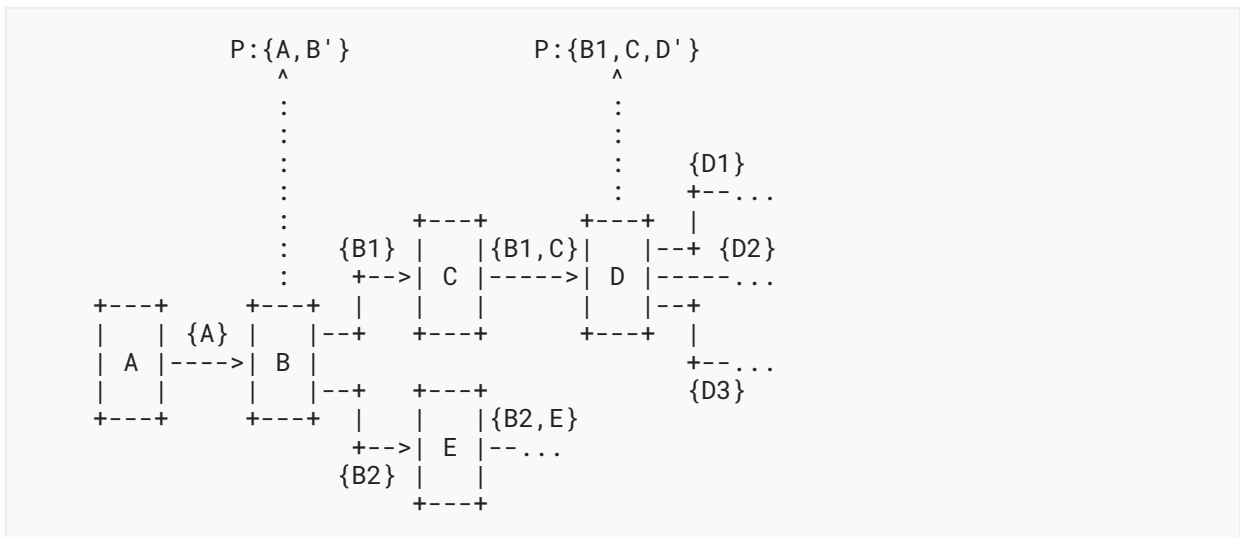 P:{A,B'}              P:{B1,C,D'}
                  ^                      ^
                  :                      :
                  :                      :
                  :                      :    {D1}
                  :                      :    +--...
                  :        +---+      +---+  |
                  :  {B1} |   |{B1,C}|   |--+ {D2}
                  :   +-->| C |----->| D |-----...
+---+     +---+  |   |   |      |   |--+
|   | {A} |   |--+   +---+      +---+  |
| A |---->| B |                         +--...
|   |     |   |--+   +---+              {D3}
+---+     +---+  |   |   |{B2,E}
                  +-->| E |--...
                 {B2} |   |
                      +---+